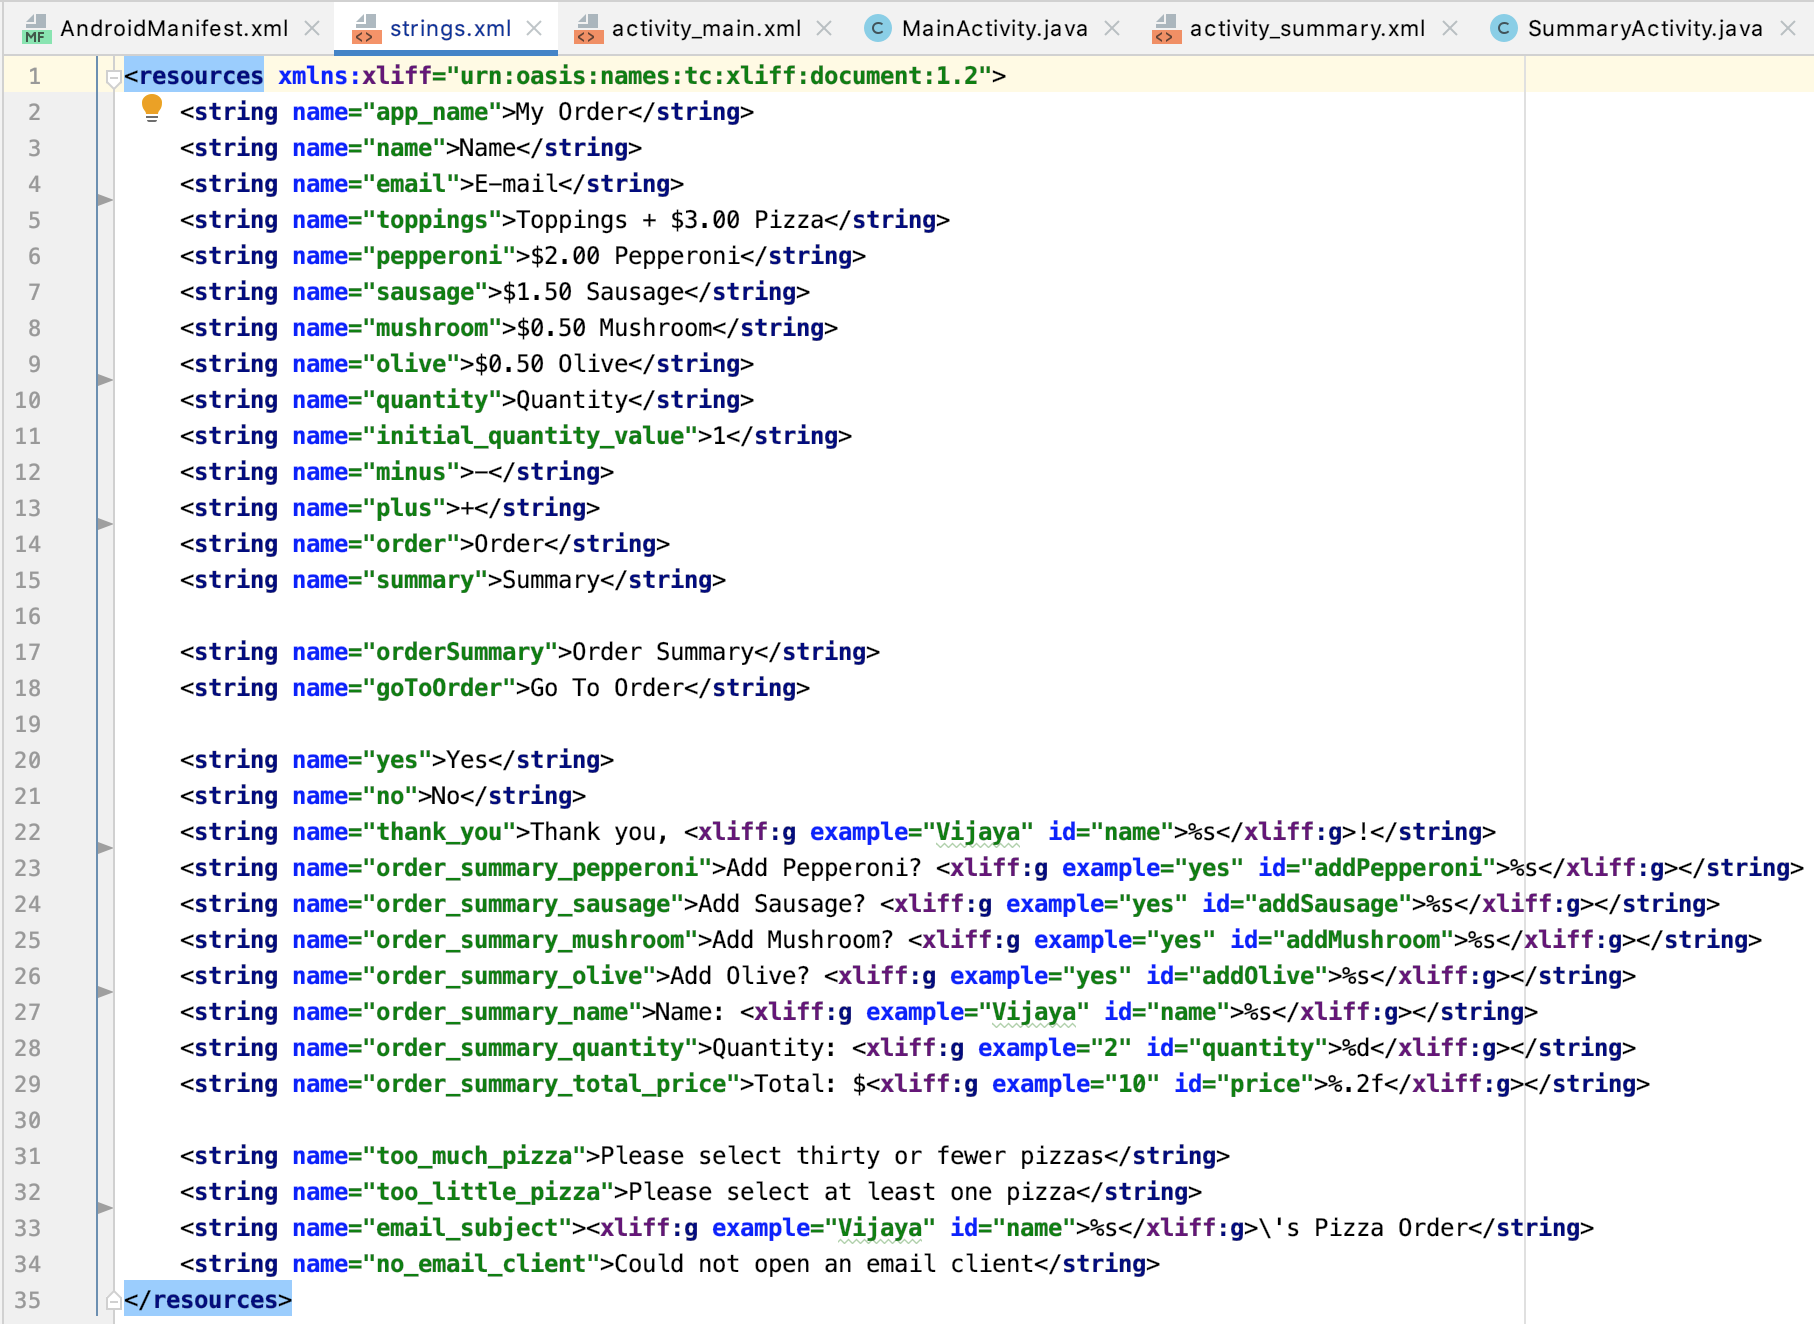 AndroidManifest.xml strings.xml activity_main.xml MainActivity.java activity_summary.xml SummaryActivity.java
1 <resources xmlns:xliff="urn:oasis:names:tc:xliff:document:1.2">
2 <string name="app_name">My Order</string>
3 <string name="name">Name</string>
4 <string name="email">E-mail</string>
5 <string name="toppings">Toppings + $3.00 Pizza</string>
6 <string name="pepperoni">$2.00 Pepperoni</string>
7 <string name="sausage">$1.50 Sausage</string>
8 <string name="mushroom">$0.50 Mushroom</string>
9 <string name="olive">$0.50 Olive</string>
10 <string name="quantity">Quantity</string>
11 <string name="initial_quantity_value">1</string>
12 <string name="minus">-</string>
13 <string name="plus">+</string>
14 <string name="order">Order</string>
15 <string name="summary">Summary</string>
16
17 <string name="orderSummary">Order Summary</string>
18 <string name="goToOrder">Go To Order</string>
19
20 <string name="yes">Yes</string>
21 <string name="no">No</string>
22 <string name="thank_you">Thank you, <xliff:g example="Vijaya" id="name">%s</xliff:g>!</string>
23 <string name="order_summary_pepperoni">Add Pepperoni? <xliff:g example="yes" id="addPepperoni">%s</xliff:g></string>
24 <string name="order_summary_sausage">Add Sausage? <xliff:g example="yes" id="addSausage">%s</xliff:g></string>
25 <string name="order_summary_mushroom">Add Mushroom? <xliff:g example="yes" id="addMushroom">%s</xliff:g></string>
26 <string name="order_summary_olive">Add Olive? <xliff:g example="yes" id="addOlive">%s</xliff:g></string>
27 <string name="order_summary_name">Name: <xliff:g example="Vijaya" id="name">%s</xliff:g></string>
28 <string name="order_summary_quantity">Quantity: <xliff:g example="2" id="quantity">%d</xliff:g></string>
29 <string name="order_summary_total_price">Total: $<xliff:g example="10" id="price">%.2f</xliff:g></string>
30
31 <string name="too_much_pizza">Please select thirty or fewer pizzas</string>
32 <string name="too_little_pizza">Please select at least one pizza</string>
33 <string name="email_subject"><xliff:g example="Vijaya" id="name">%s</xliff:g>\'s Pizza Order</string>
34 <string name="no_email_client">Could not open an email client</string>
35 </resources>